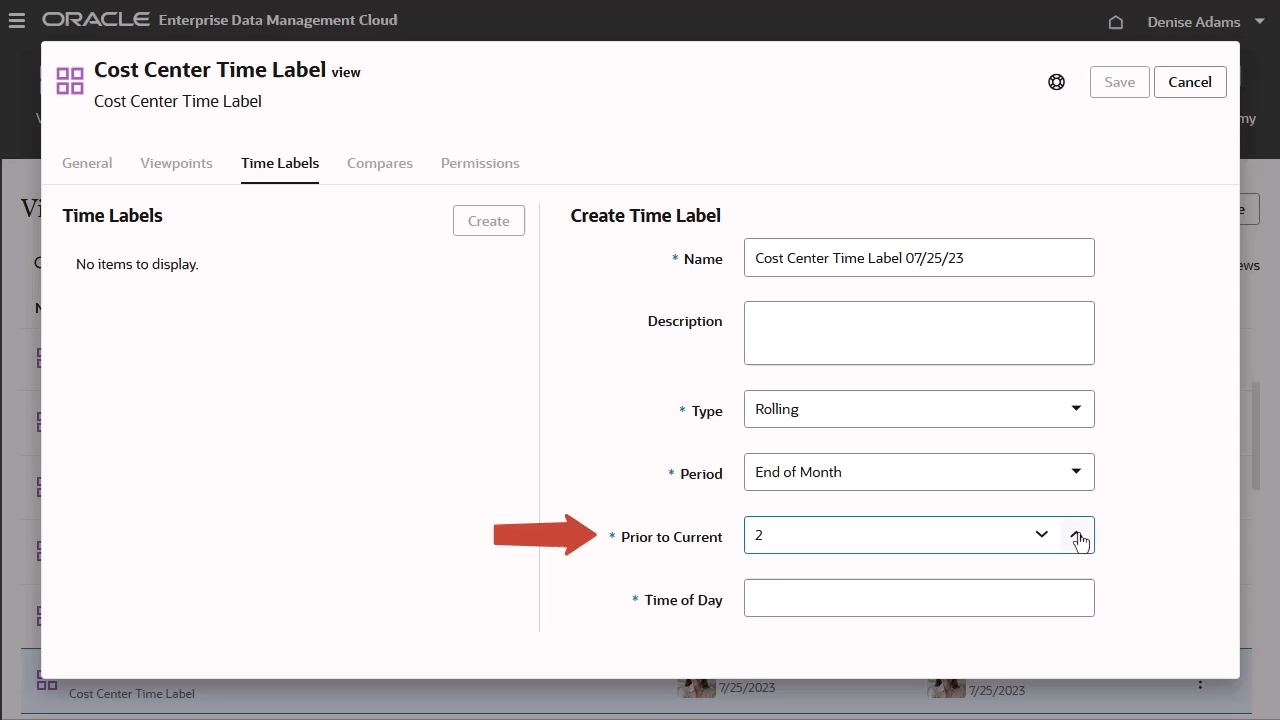 ORACLE Enterprise Data Management Cloud
Denise Adams
Cost Center Time Label view
Cost Center Time Label
Save
Cancel
General
Viewpoints
Time Labels
Compares
Permissions
Time Labels
Create
No items to display.
Create Time Label
* Name
Cost Center Time Label 07/25/23
Description
* Type
Rolling
* Period
End of Month
* Prior to Current
2
* Time of Day
Cost Center Time Label
7/25/2023
7/25/2023